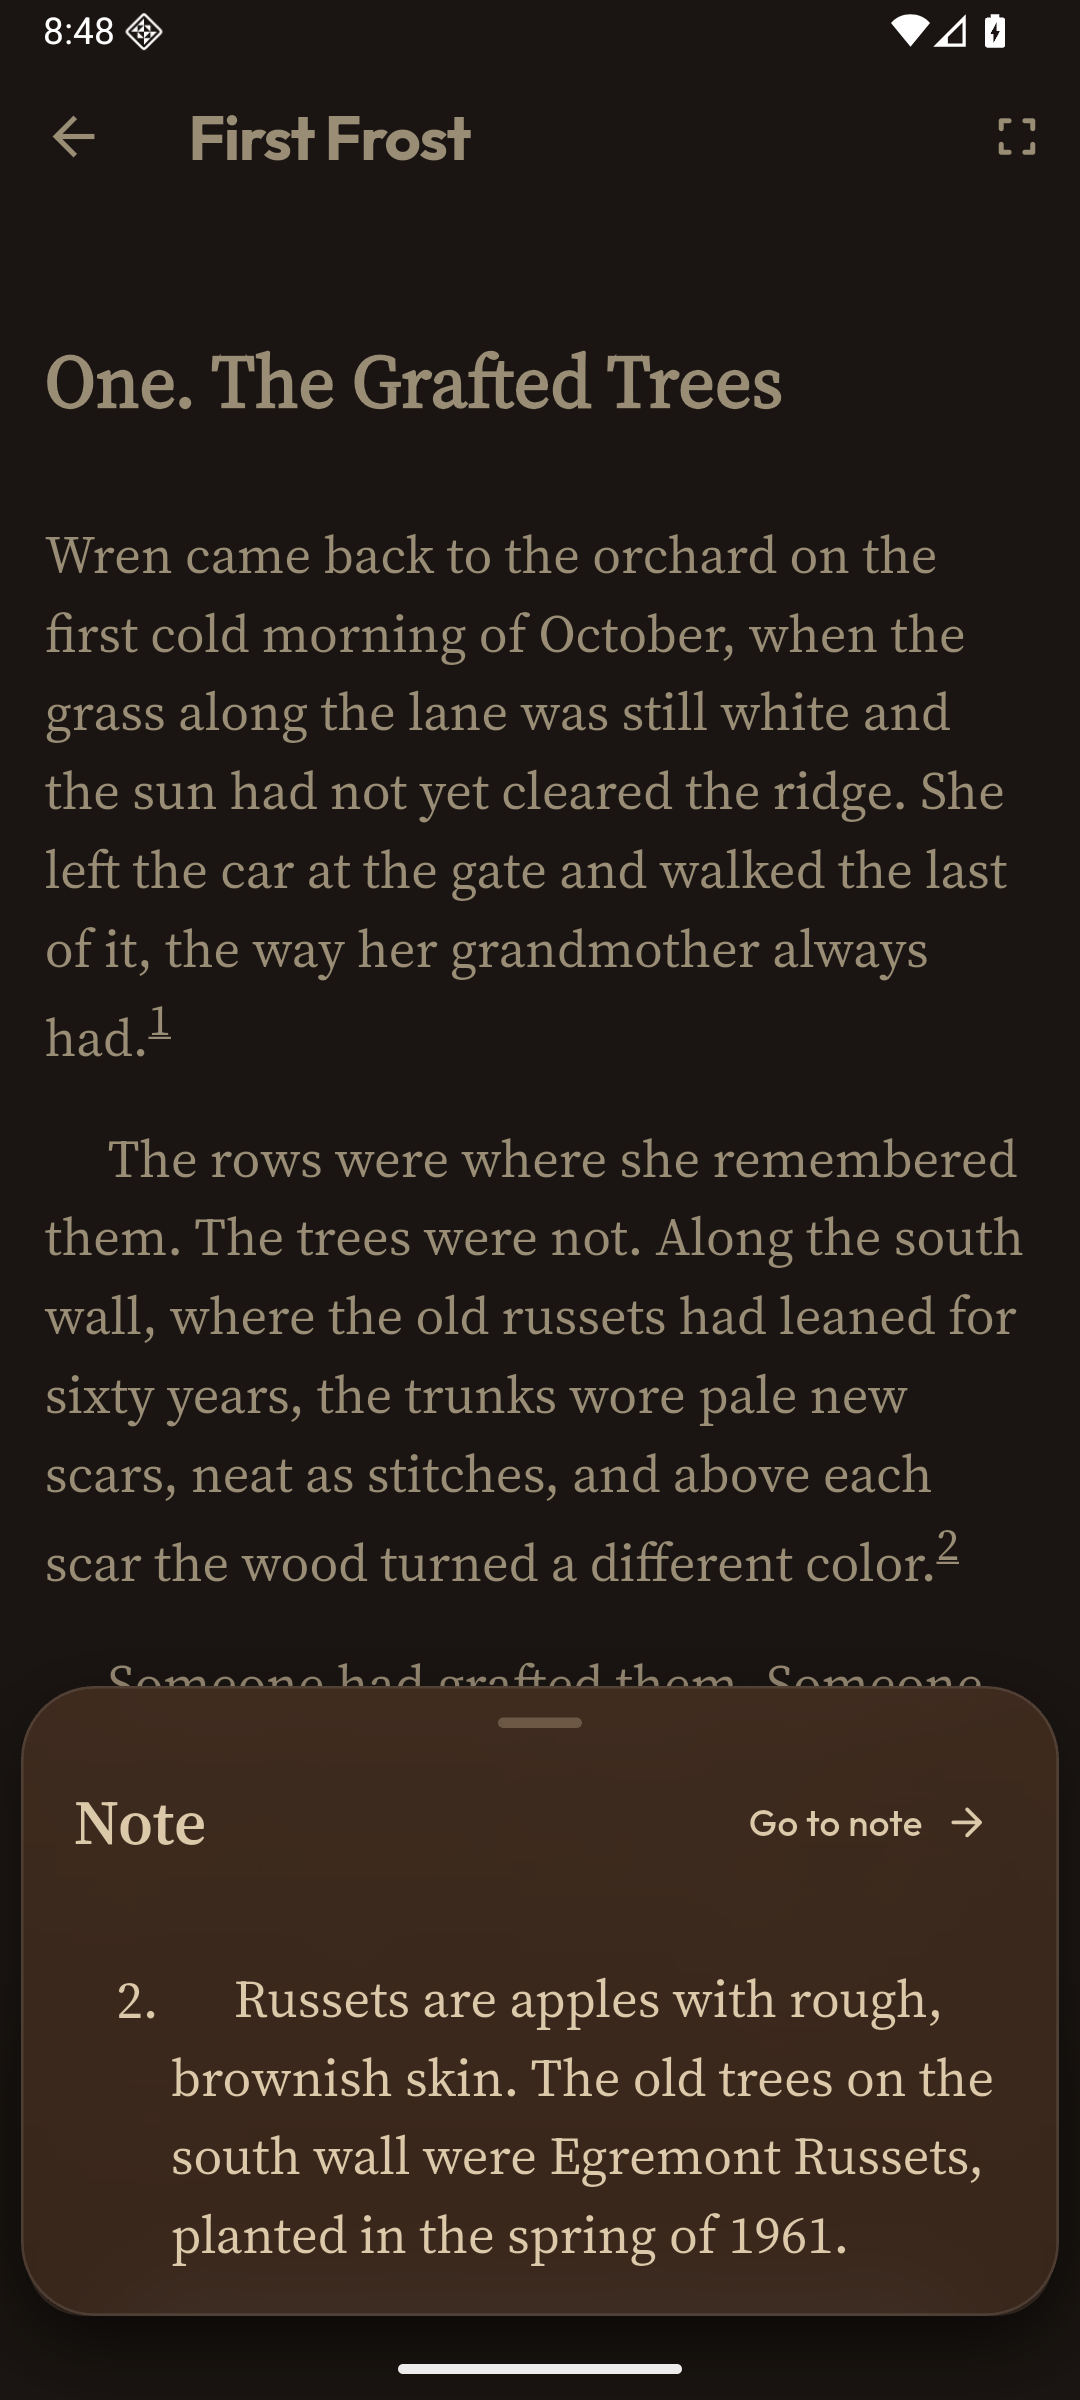 8:48
First Frost
One. The Grafted Trees
Wren came back to the orchard on the
first cold morning of October, when the
grass along the lane was still white and
the sun had not yet cleared the ridge. She
left the car at the gate and walked the last
of it, the way her grandmother always
had.1
The rows were where she remembered
them. The trees were not. Along the south
wall, where the old russets had leaned for
sixty years, the trunks wore pale new
scars, neat as stitches, and above each
scar the wood turned a different color.2
Someone had grafted them. Someone
Note
Go to note
2. Russets are apples with rough,
brownish skin. The old trees on the
south wall were Egremont Russets,
planted in the spring of 1961.